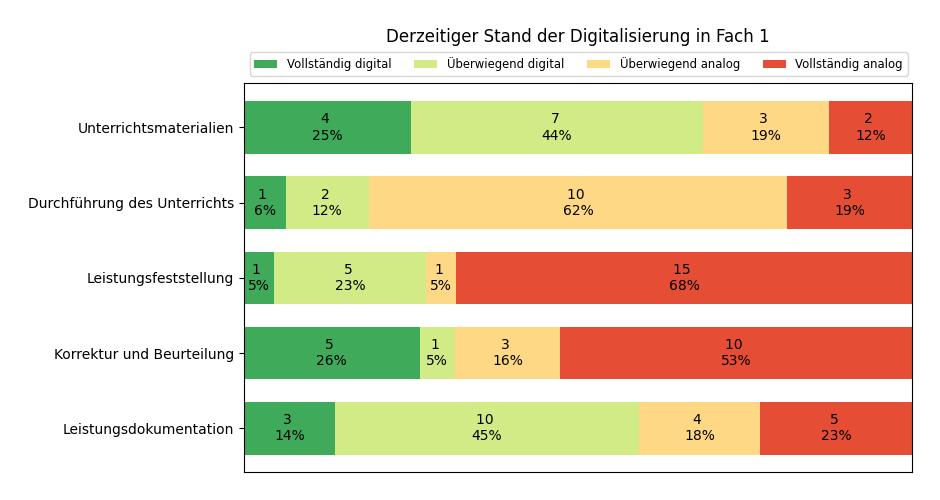 Derzeitiger Stand der Digitalisierung in Fach 1
Vollständig digital Überwiegend digital Überwiegend analog Vollständig analog
Unterrichtsmaterialien
4 7 3 2
25% 44% 19% 12%
Durchführung des Unterrichts
1 2 10 3
6% 12% 62% 19%
Leistungsfeststellung
1 5 1 15
5% 23% 5% 68%
Korrektur und Beurteilung
5 1 3 10
26% 5% 16% 53%
Leistungsdokumentation
3 10 4 5
14% 45% 18% 23%